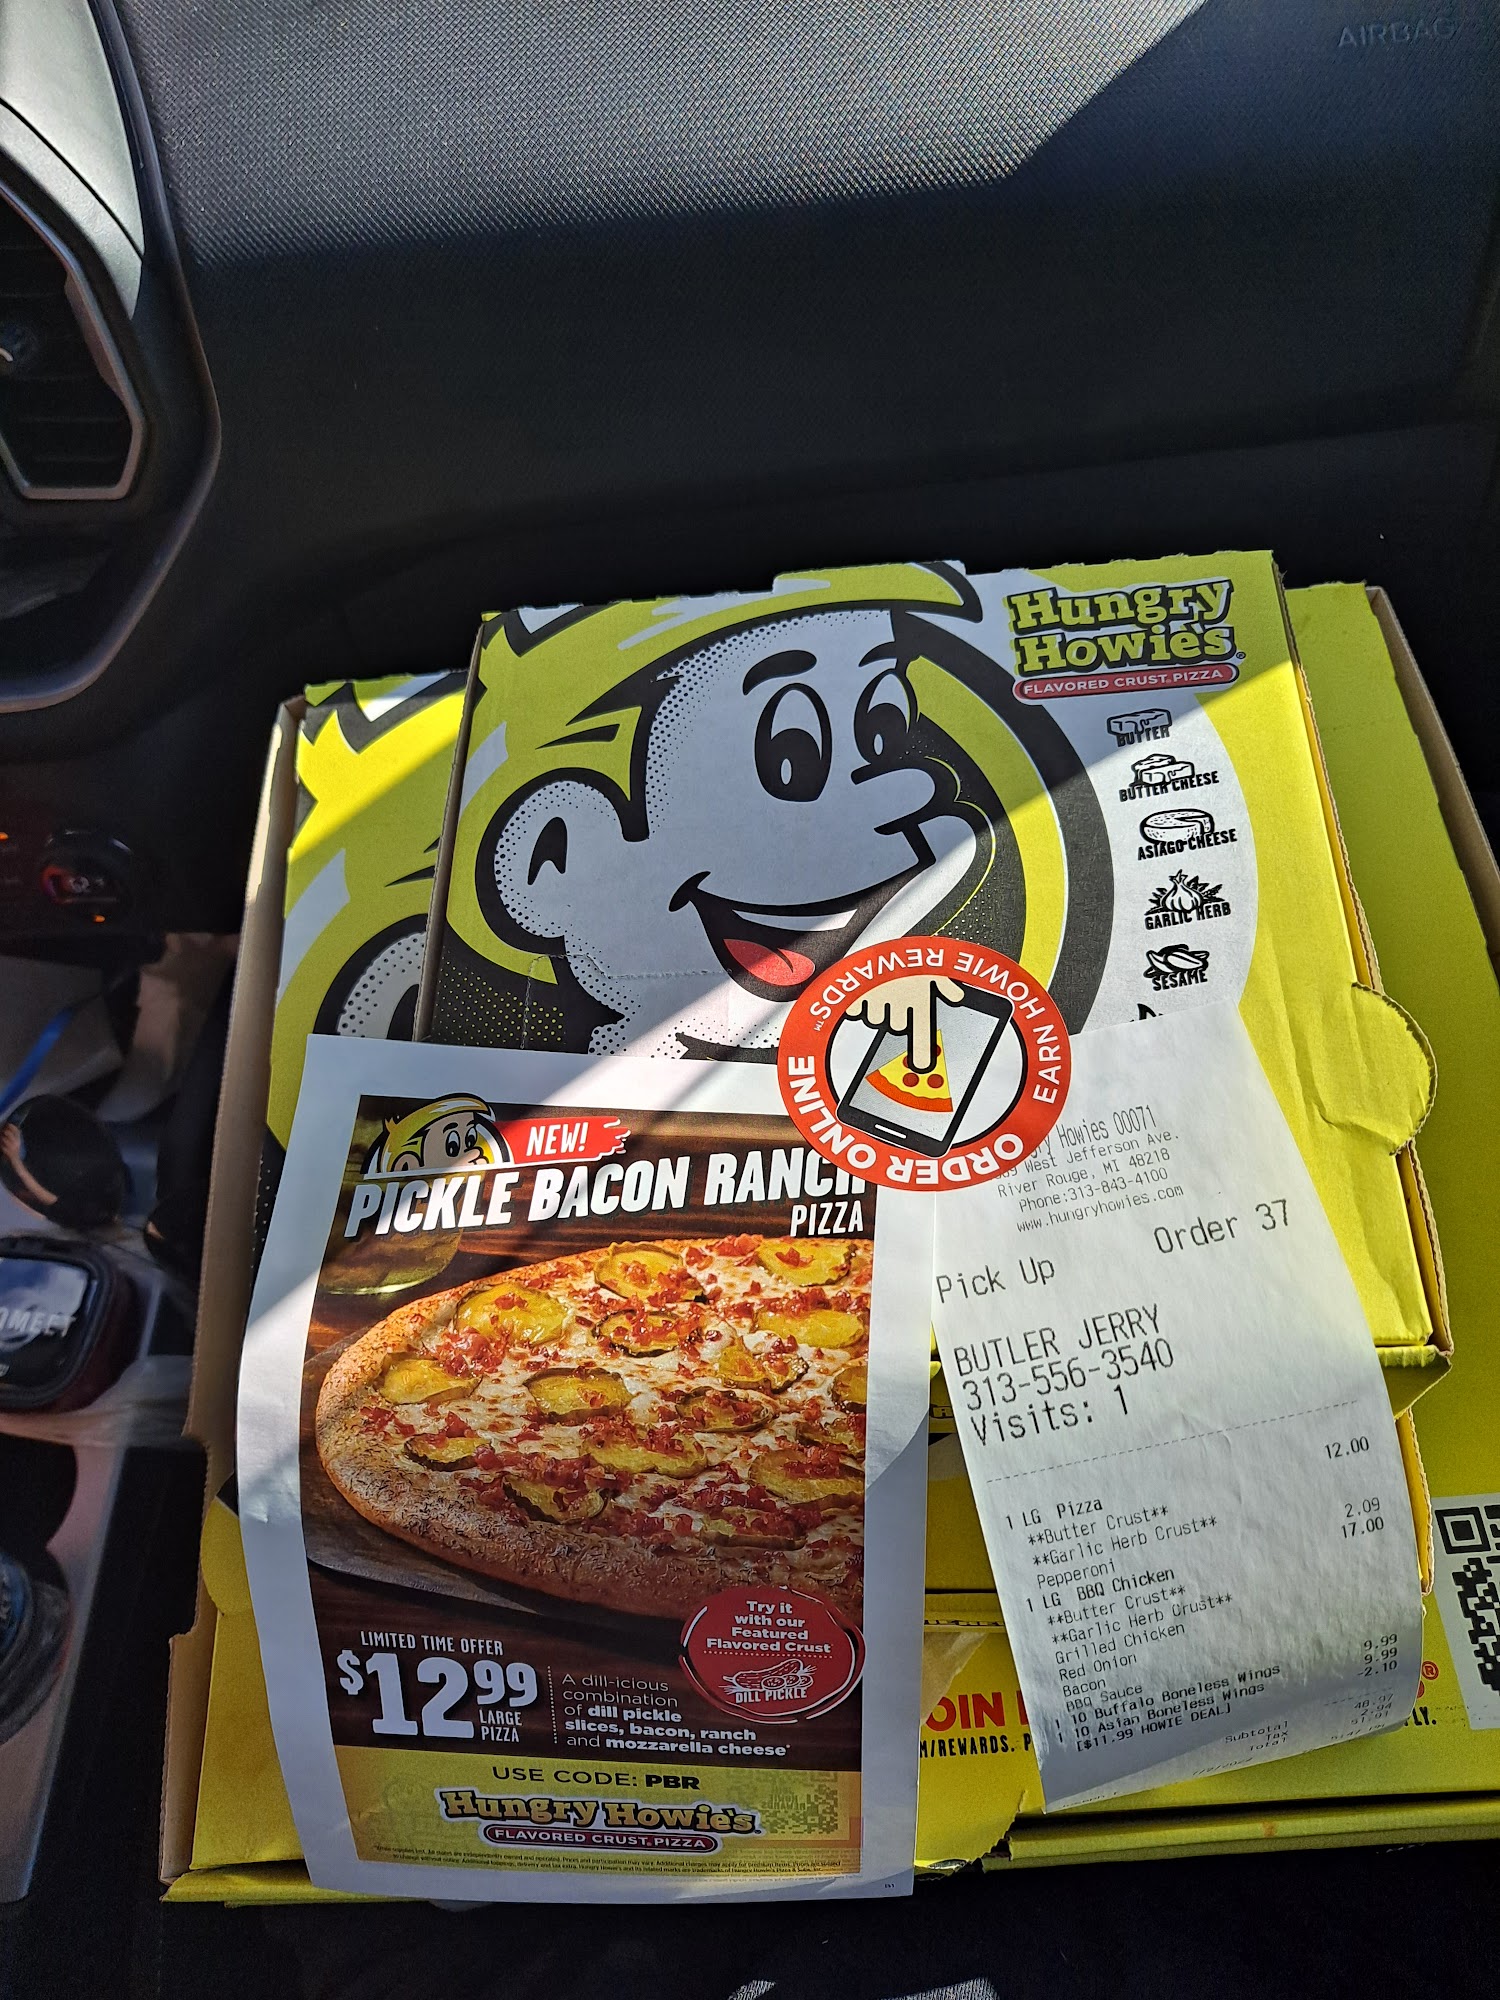 AIRBAG
Hungry
Howie's
FLAVORED CRUST PIZZA
BUTTER
BUTTER CHEESE
ASIAGO CHEESE
GARLIC HERB
SESAME
ORDER ONLINE
EARN HOWIE REWARDS™
NEW!
PICKLE BACON RANCH
PIZZA
Try it
with our
Featured
Flavored Crust
DILL PICKLE
LIMITED TIME OFFER
$12.99
LARGE
PIZZA
A dill-icious
combination
of dill pickle
slices, bacon, ranch
and mozzarella cheese*
USE CODE: PBR
Hungry Howie's
FLAVORED CRUST PIZZA
Howies 00071
West Jefferson Ave.
River Rouge, MI 48218
Phone:313-843-4100
www.hungryhowies.com
Order 37
Pick Up
BUTLER JERRY
313-556-3540
Visits: 1
1 LG Pizza 12.00
**Butter Crust**
**Garlic Herb Crust**
Pepperoni 2.09
1 LG BBQ Chicken 17.00
**Butter Crust**
**Garlic Herb Crust**
Grilled Chicken
Red Onion
Bacon
BBQ Sauce
1 10 Buffalo Boneless Wings 9.99
1 10 Asian Boneless Wings 9.99
[$11.99 HOWIE DEAL] -2.10
Subtotal
Tax
Total
OIN
M/REWARDS.
LY.